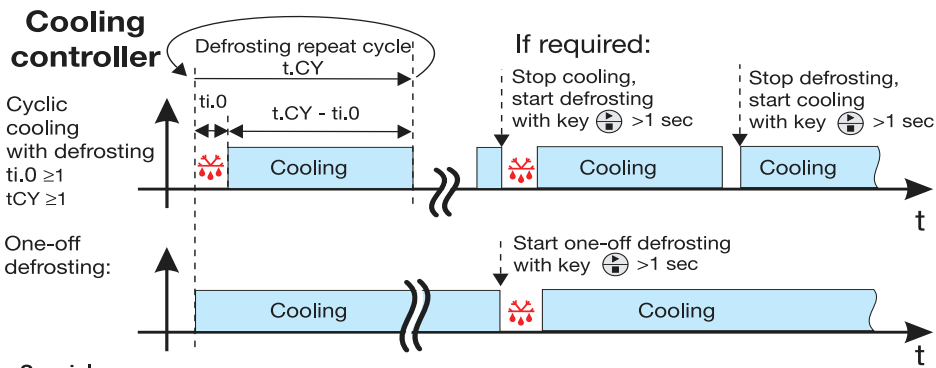 Cooling
controller
Defrosting repeat cycle
t.CY
If required:
Stop cooling,
start defrosting
with key >1 sec
Stop defrosting,
start cooling
with key >1 sec
Cyclic
cooling
with defrosting
ti.0 ≥1
tCY ≥1
ti.0
t.CY - ti.0
Cooling
Cooling
Cooling
t
One-off
defrosting:
Start one-off defrosting
with key >1 sec
Cooling
Cooling
t